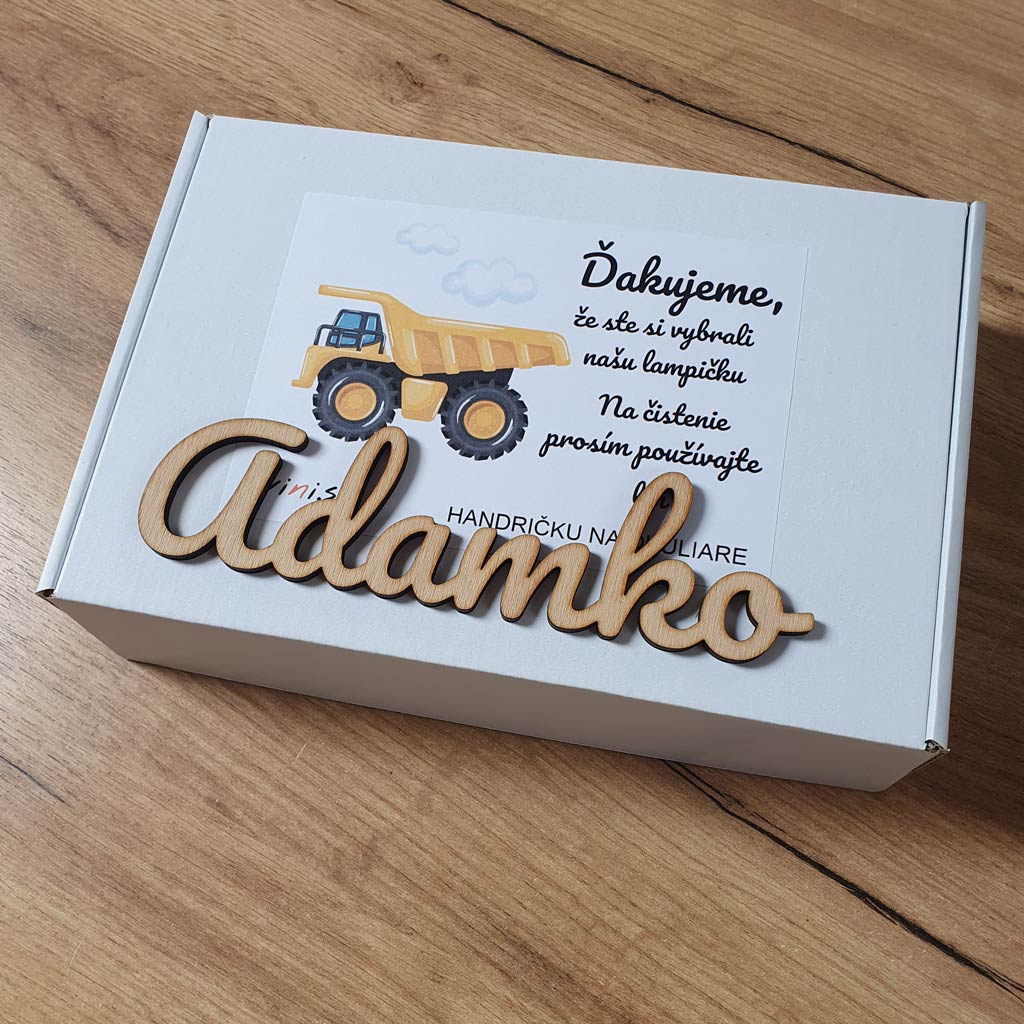 Ďakujeme,
že ste si vybrali
našu lampičku
Na čistenie
prosím používajte
HANDRIČKU NA
Adamko